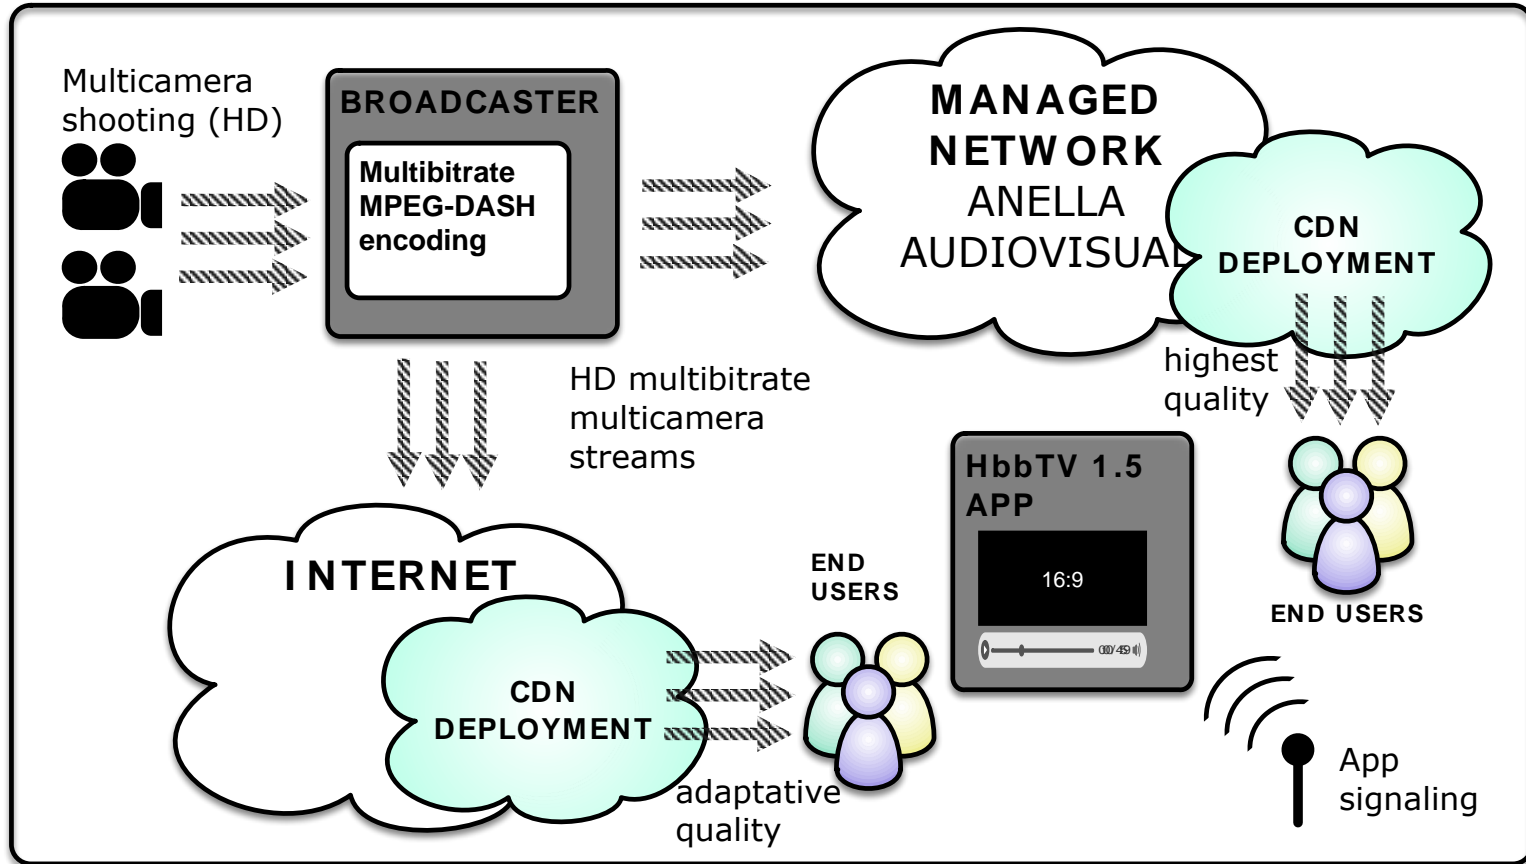 Multicamera
shooting (HD)
BROADCASTER
Multibitrate
MPEG-DASH
encoding
MANAGED
NETWORK
ANELLA
AUDIOVISUAL
CDN
DEPLOYMENT
highest
quality
HD multibitrate
multicamera
streams
HbbTV 1.5
APP
16:9
END USERS
INTERNET
CDN
DEPLOYMENT
END
USERS
adaptative
quality
App
signaling